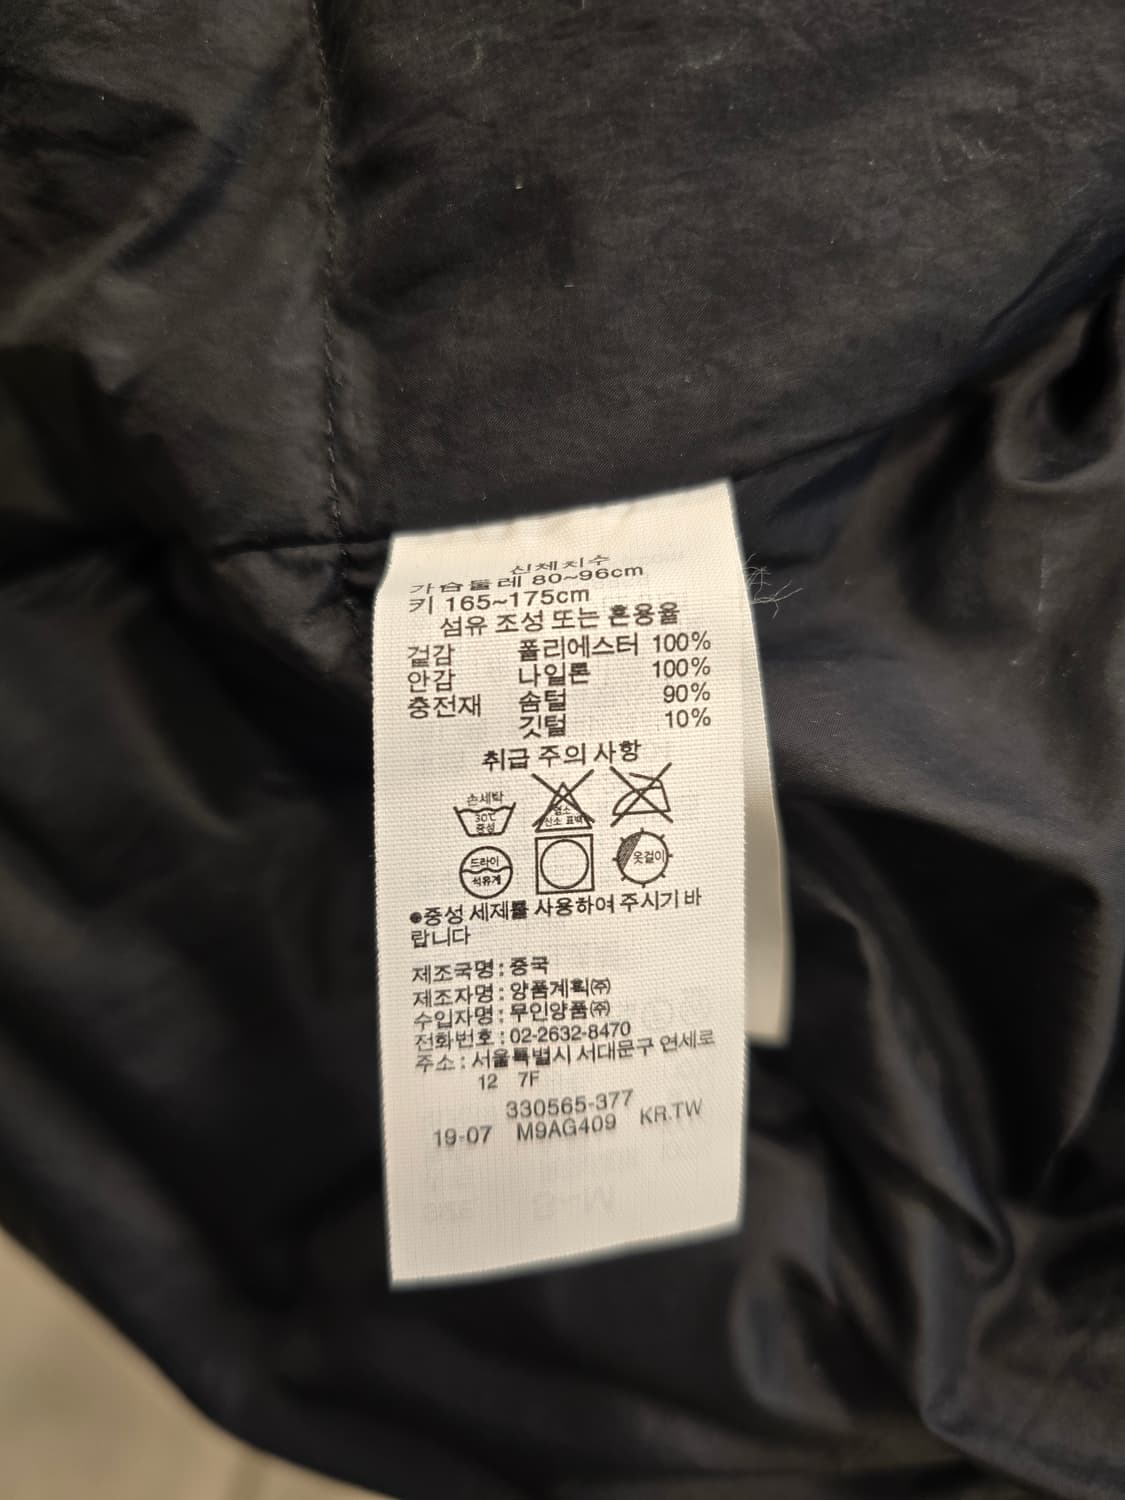 신체치수
가슴둘레 80~96cm
키 165~175cm
섬유 조성 또는 혼용율
겉감 폴리에스터 100%
안감 나일론 100%
충전재 솜털 90%
깃털 10%
취급 주의 사항
손세탁
30℃
중성
염소
산소 표백
드라이
석유계
옷걸이
●중성 세제를 사용하여 주시기 바
랍니다
제조국명 : 중국
제조자명 : 양품계획㈜
수입자명 : 무인양품㈜
전화번호 : 02-2632-8470
주소 : 서울특별시 서대문구 연세로
12 7F
330565-377
19-07 M9AG409 KR.TW